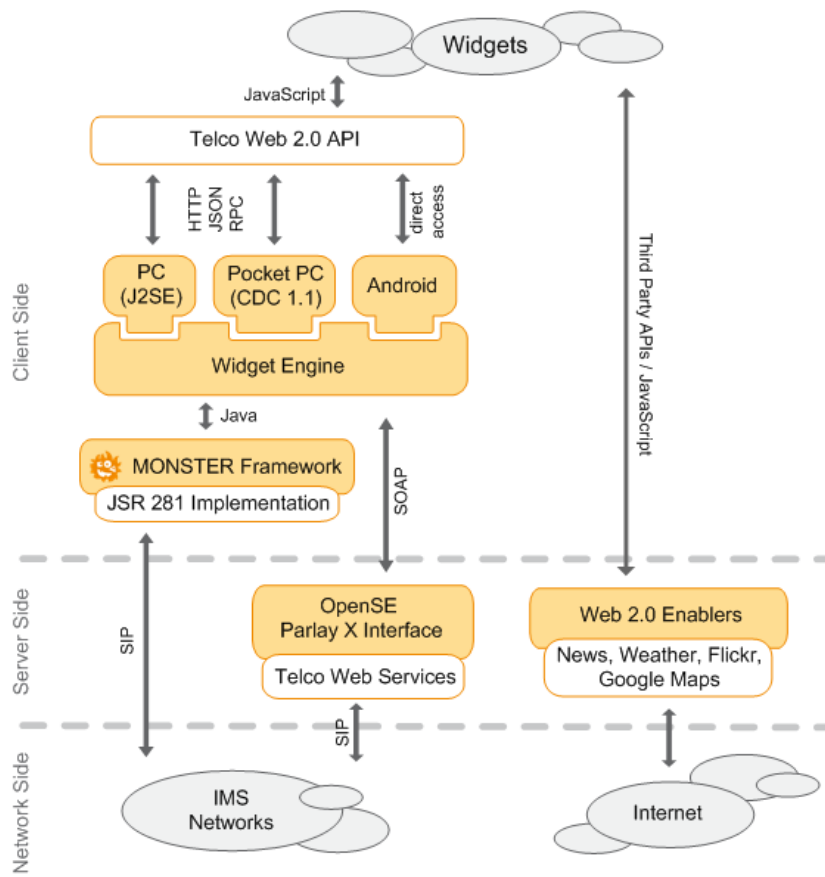 Widgets
JavaScript
Telco Web 2.0 API
HTTP
JSON
RPC
direct
access
PC
(J2SE)
Pocket PC
(CDC 1.1)
Android
Widget Engine
Third Party APIs / JavaScript
Client Side
Java
MONSTER Framework
JSR 281 Implementation
SOAP
SIP
Server Side
OpenSE
Parlay X Interface
Telco Web Services
Web 2.0 Enablers
News, Weather, Flickr,
Google Maps
SIP
Network Side
IMS
Networks
Internet